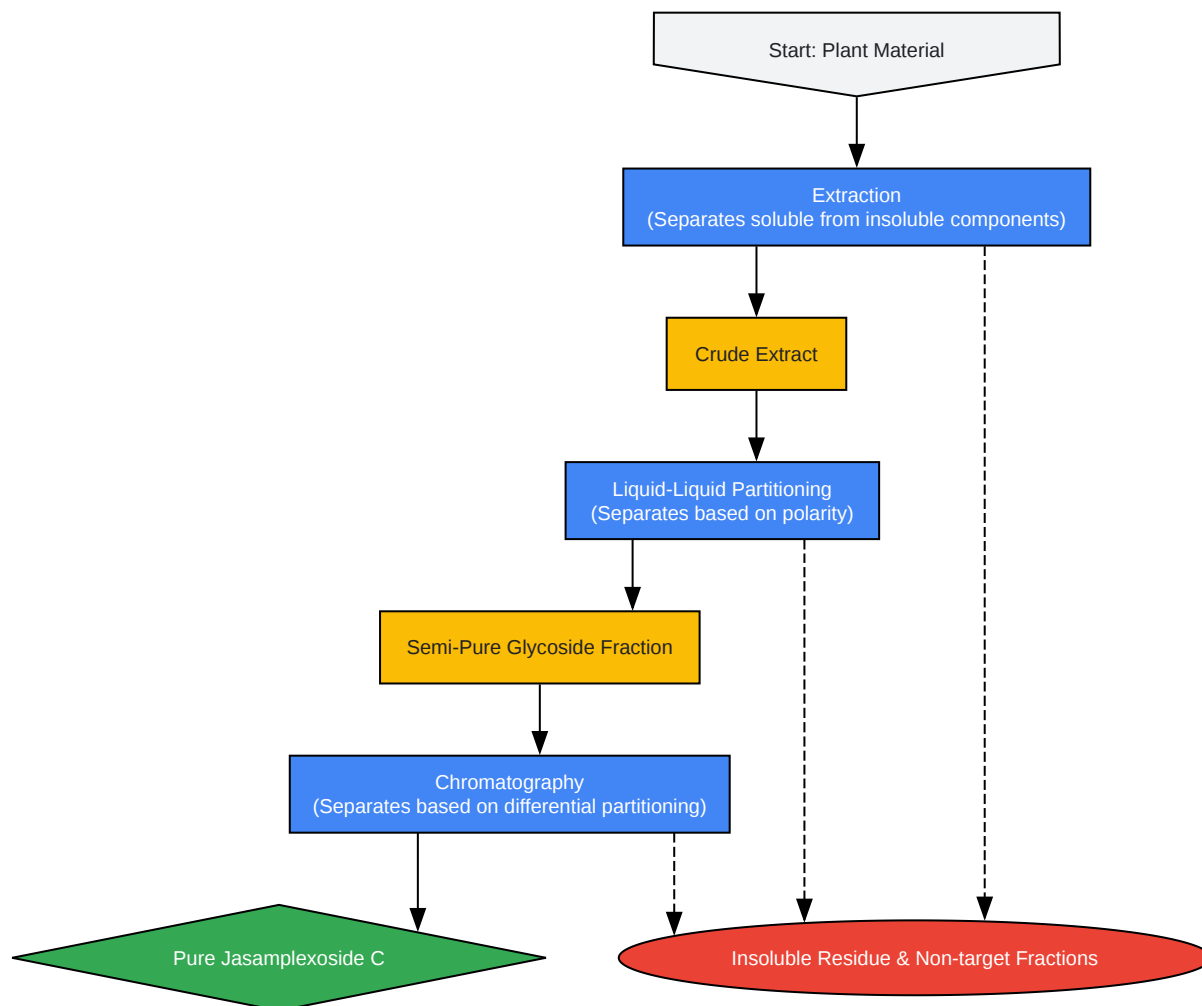 Start: Plant Material
Extraction
(Separates soluble from insoluble components)
Crude Extract
Liquid-Liquid Partitioning
(Separates based on polarity)
Semi-Pure Glycoside Fraction
Chromatography
(Separates based on differential partitioning)
Pure Jasamplexoside C
Insoluble Residue & Non-target Fractions